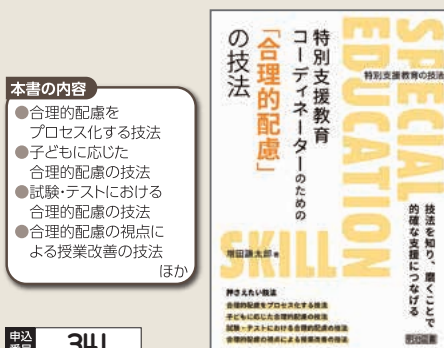 本書の内容
●合理的配慮を
プロセス化する技法
●子どもに応じた
合理的配慮の技法
●試験・テストにおける
合理的配慮の技法
●合理的配慮の視点に
よる授業改善の技法
ほか
申込
番号
341
SPECIAL
EDUCATION
SKILL
特別支援教育の技法
特別支援教育
コーディネーターのための
「合理的配慮」
の技法
技法を知り、磨くことで
的確な支援につなげる
増田謙太郎 著
押さえたい技法
合理的配慮をプロセス化する技法
子どもに応じた合理的配慮の技法
試験・テストにおける合理的配慮の技法
合理的配慮の視点による授業改善の技法
明治図書